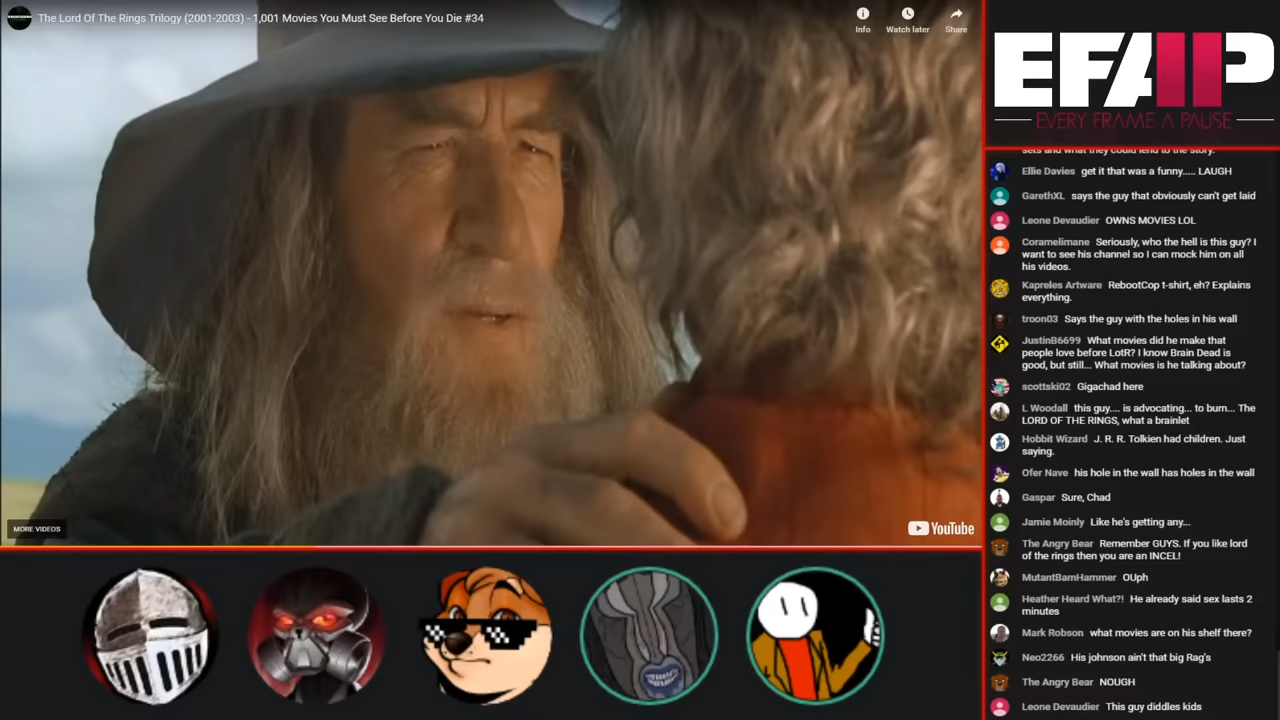 The Lord Of The Rings Trilogy (2001-2003) - 1,001 Movies You Must See Before You Die #34
Info
Watch later
Share
MORE VIDEOS
YouTube
EFAP
EVERY FRAME A PAUSE
sets and what they could lend to the story.
Ellie Davies get it that was a funny..... LAUGH
GarethXL says the guy that obviously can't get laid
Leone Devaudier OWNS MOVIES LOL
Coramelimane Seriously, who the hell is this guy? I
want to see his channel so I can mock him on all
his videos.
Kapreles Artware RebootCop t-shirt, eh? Explains
everything.
troon03 Says the guy with the holes in his wall
JustinB6699 What movies did he make that
people love before LotR? I know Brain Dead is
good, but still... What movies is he talking about?
scottski02 Gigachad here
L Woodall this guy.... is advocating... to burn... The
LORD OF THE RINGS, what a brainlet
Hobbit Wizard J. R. R. Tolkien had children. Just
saying.
Ofer Nave his hole in the wall has holes in the wall
Gaspar Sure, Chad
Jamie Moinly Like he's getting any...
The Angry Bear Remember GUYS. If you like lord
of the rings then you are an INCEL!
MutantBamHammer OUph
Heather Heard What?! He already said sex lasts 2
minutes
Mark Robson what movies are on his shelf there?
Neo2266 His johnson ain't that big Rag's
The Angry Bear NOUGH
Leone Devaudier This guy diddles kids